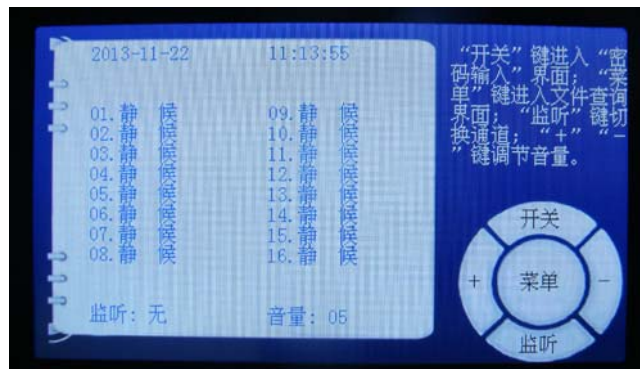 2013-11-22 11:13:55
01.静 候 09.静 候
02.静 候 10.静 候
03.静 候 11.静 候
04.静 候 12.静 候
05.静 候 13.静 候
06.静 候 14.静 候
07.静 候 15.静 候
08.静 候 16.静 候
监听: 无 音量: 05
“开关”键进入“密
码输入”界面；“菜
单”键进入文件查询
界面；“监听”键切
换通道；“+”“-
”键调节音量。
开关
+ 菜单 -
监听